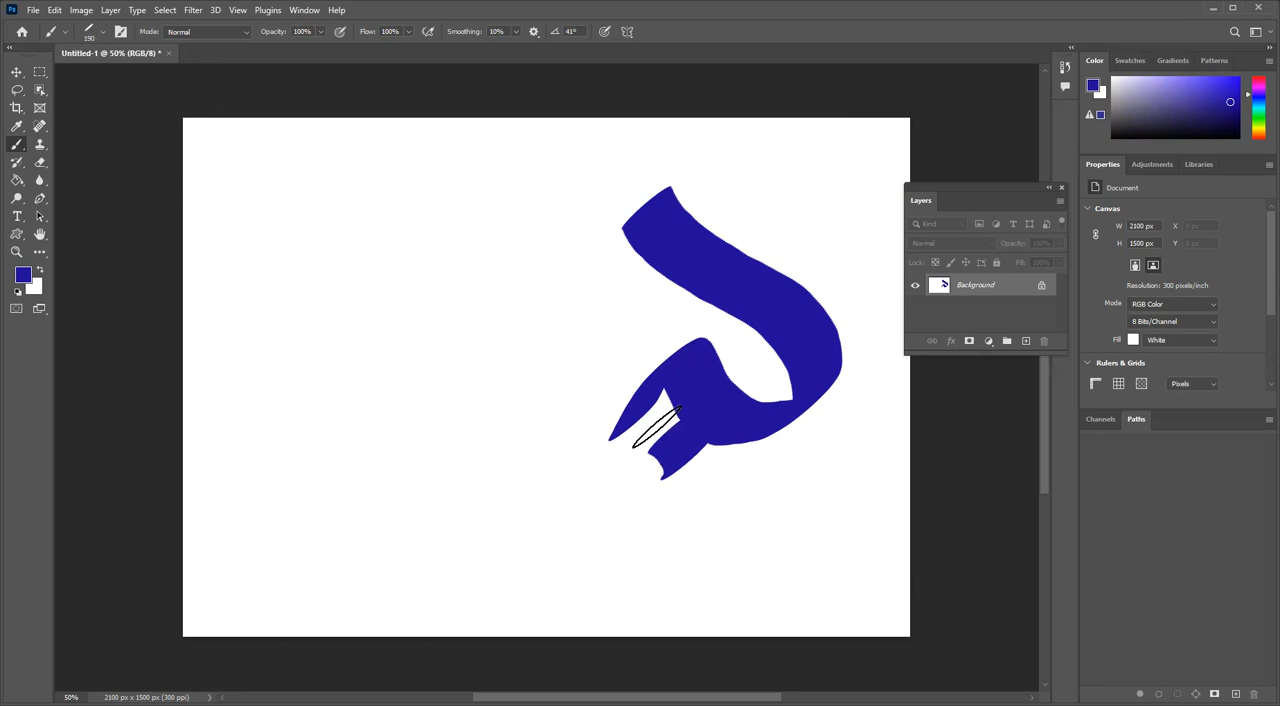 Ps File Edit Image Layer Type Select Filter 3D View Plugins Window Help
190 Mode: Normal Opacity: 100% Flow: 100% Smoothing: 10% 41°
Untitled-1 @ 50% (RGB/8) * ×
Color Swatches Gradients Patterns
Properties Adjustments Libraries
Document
Canvas
W 2100 px X 0 px
H 1500 px Y 0 px
Resolution: 300 pixels/inch
Mode RGB Color
8 Bits/Channel
Fill White
Rulers & Grids
Pixels
Channels Paths
Layers
Kind
Normal Opacity: 100%
Lock: Fill: 100%
Background
fx
50% 2100 px x 1500 px (300 ppi)